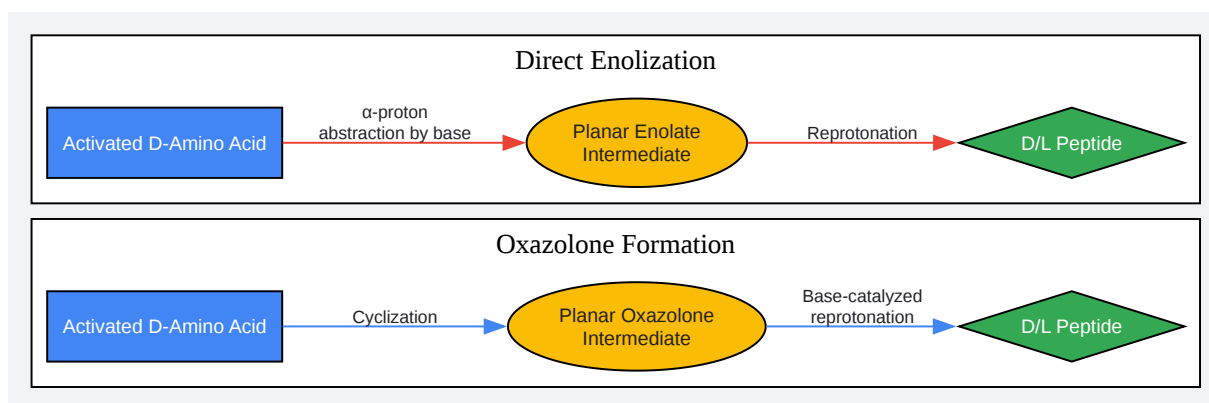 Direct Enolization
Activated D-Amino Acid
α-proton
abstraction by base
Planar Enolate
Intermediate
Reprotonation
D/L Peptide
Oxazolone Formation
Activated D-Amino Acid
Cyclization
Planar Oxazolone
Intermediate
Base-catalyzed
reprotonation
D/L Peptide